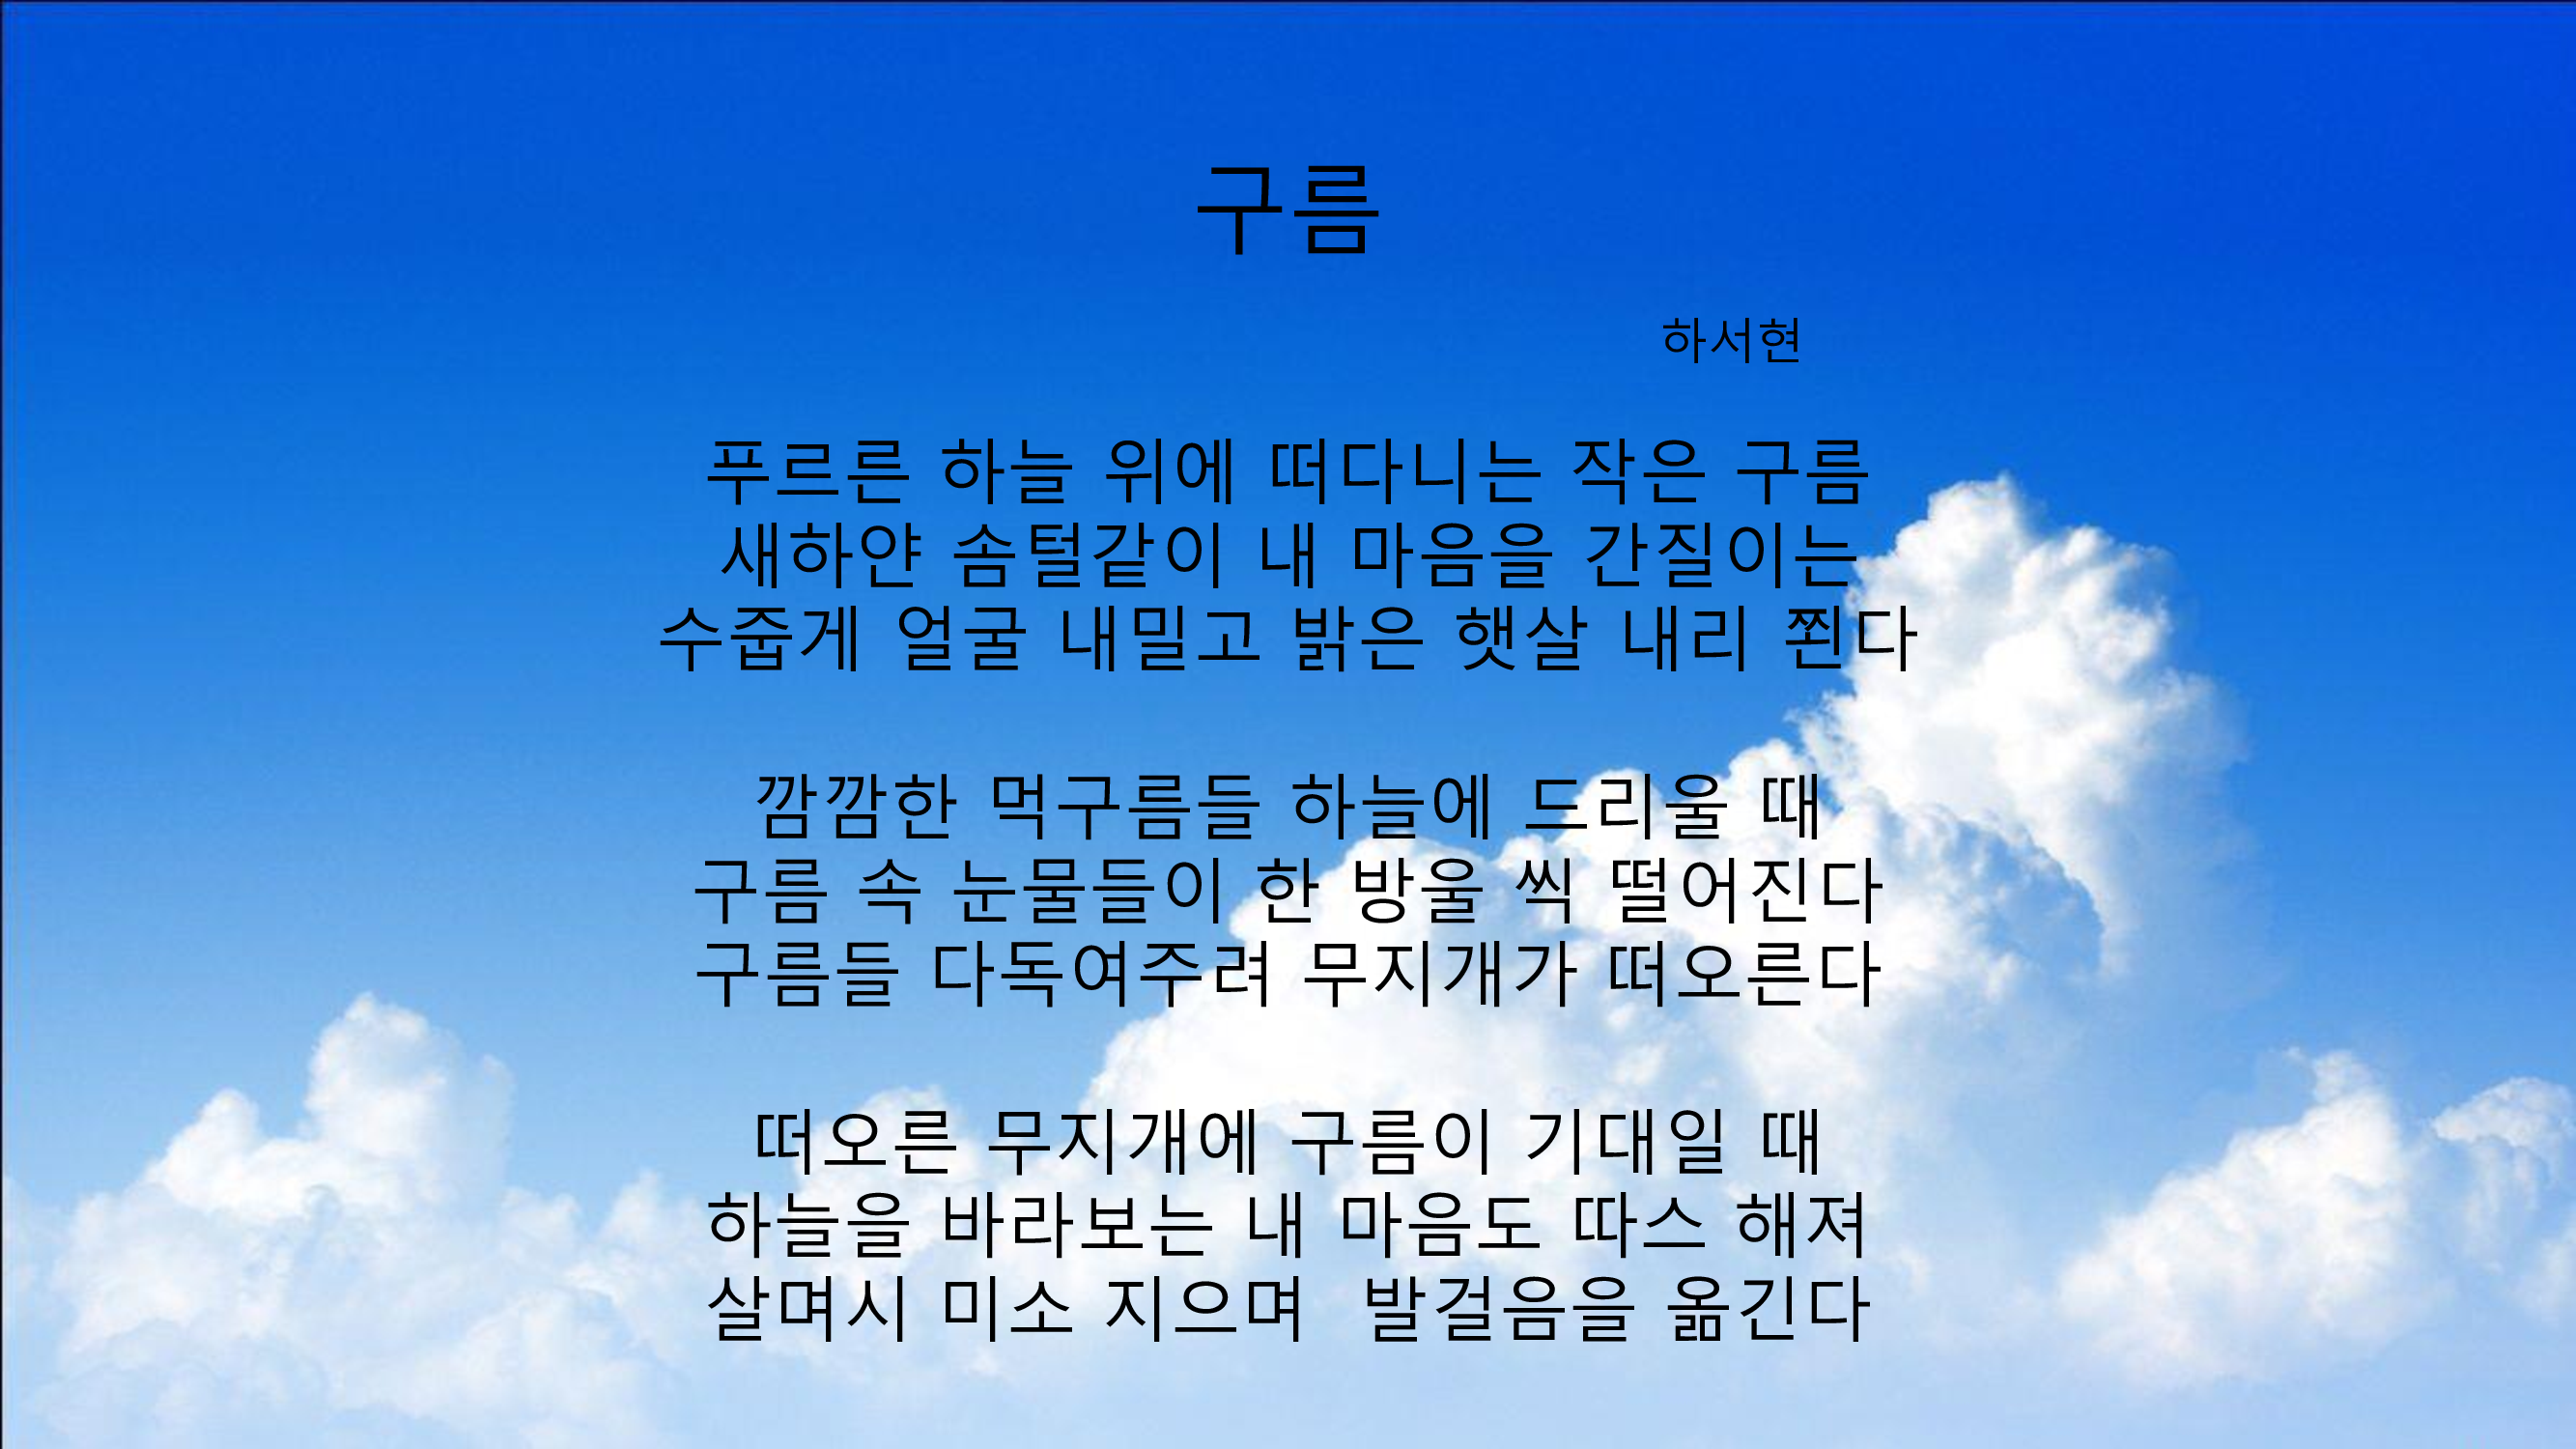 구름
하서현
푸르른 하늘 위에 떠다니는 작은 구름
새하얀 솜털같이 내 마음을 간질이는
수줍게 얼굴 내밀고 밝은 햇살 내리 쬔다
깜깜한 먹구름들 하늘에 드리울 때
구름 속 눈물들이 한 방울 씩 떨어진다
구름들 다독여주려 무지개가 떠오른다
떠오른 무지개에 구름이 기대일 때
하늘을 바라보는 내 마음도 따스 해져
살며시 미소 지으며  발걸음을 옮긴다